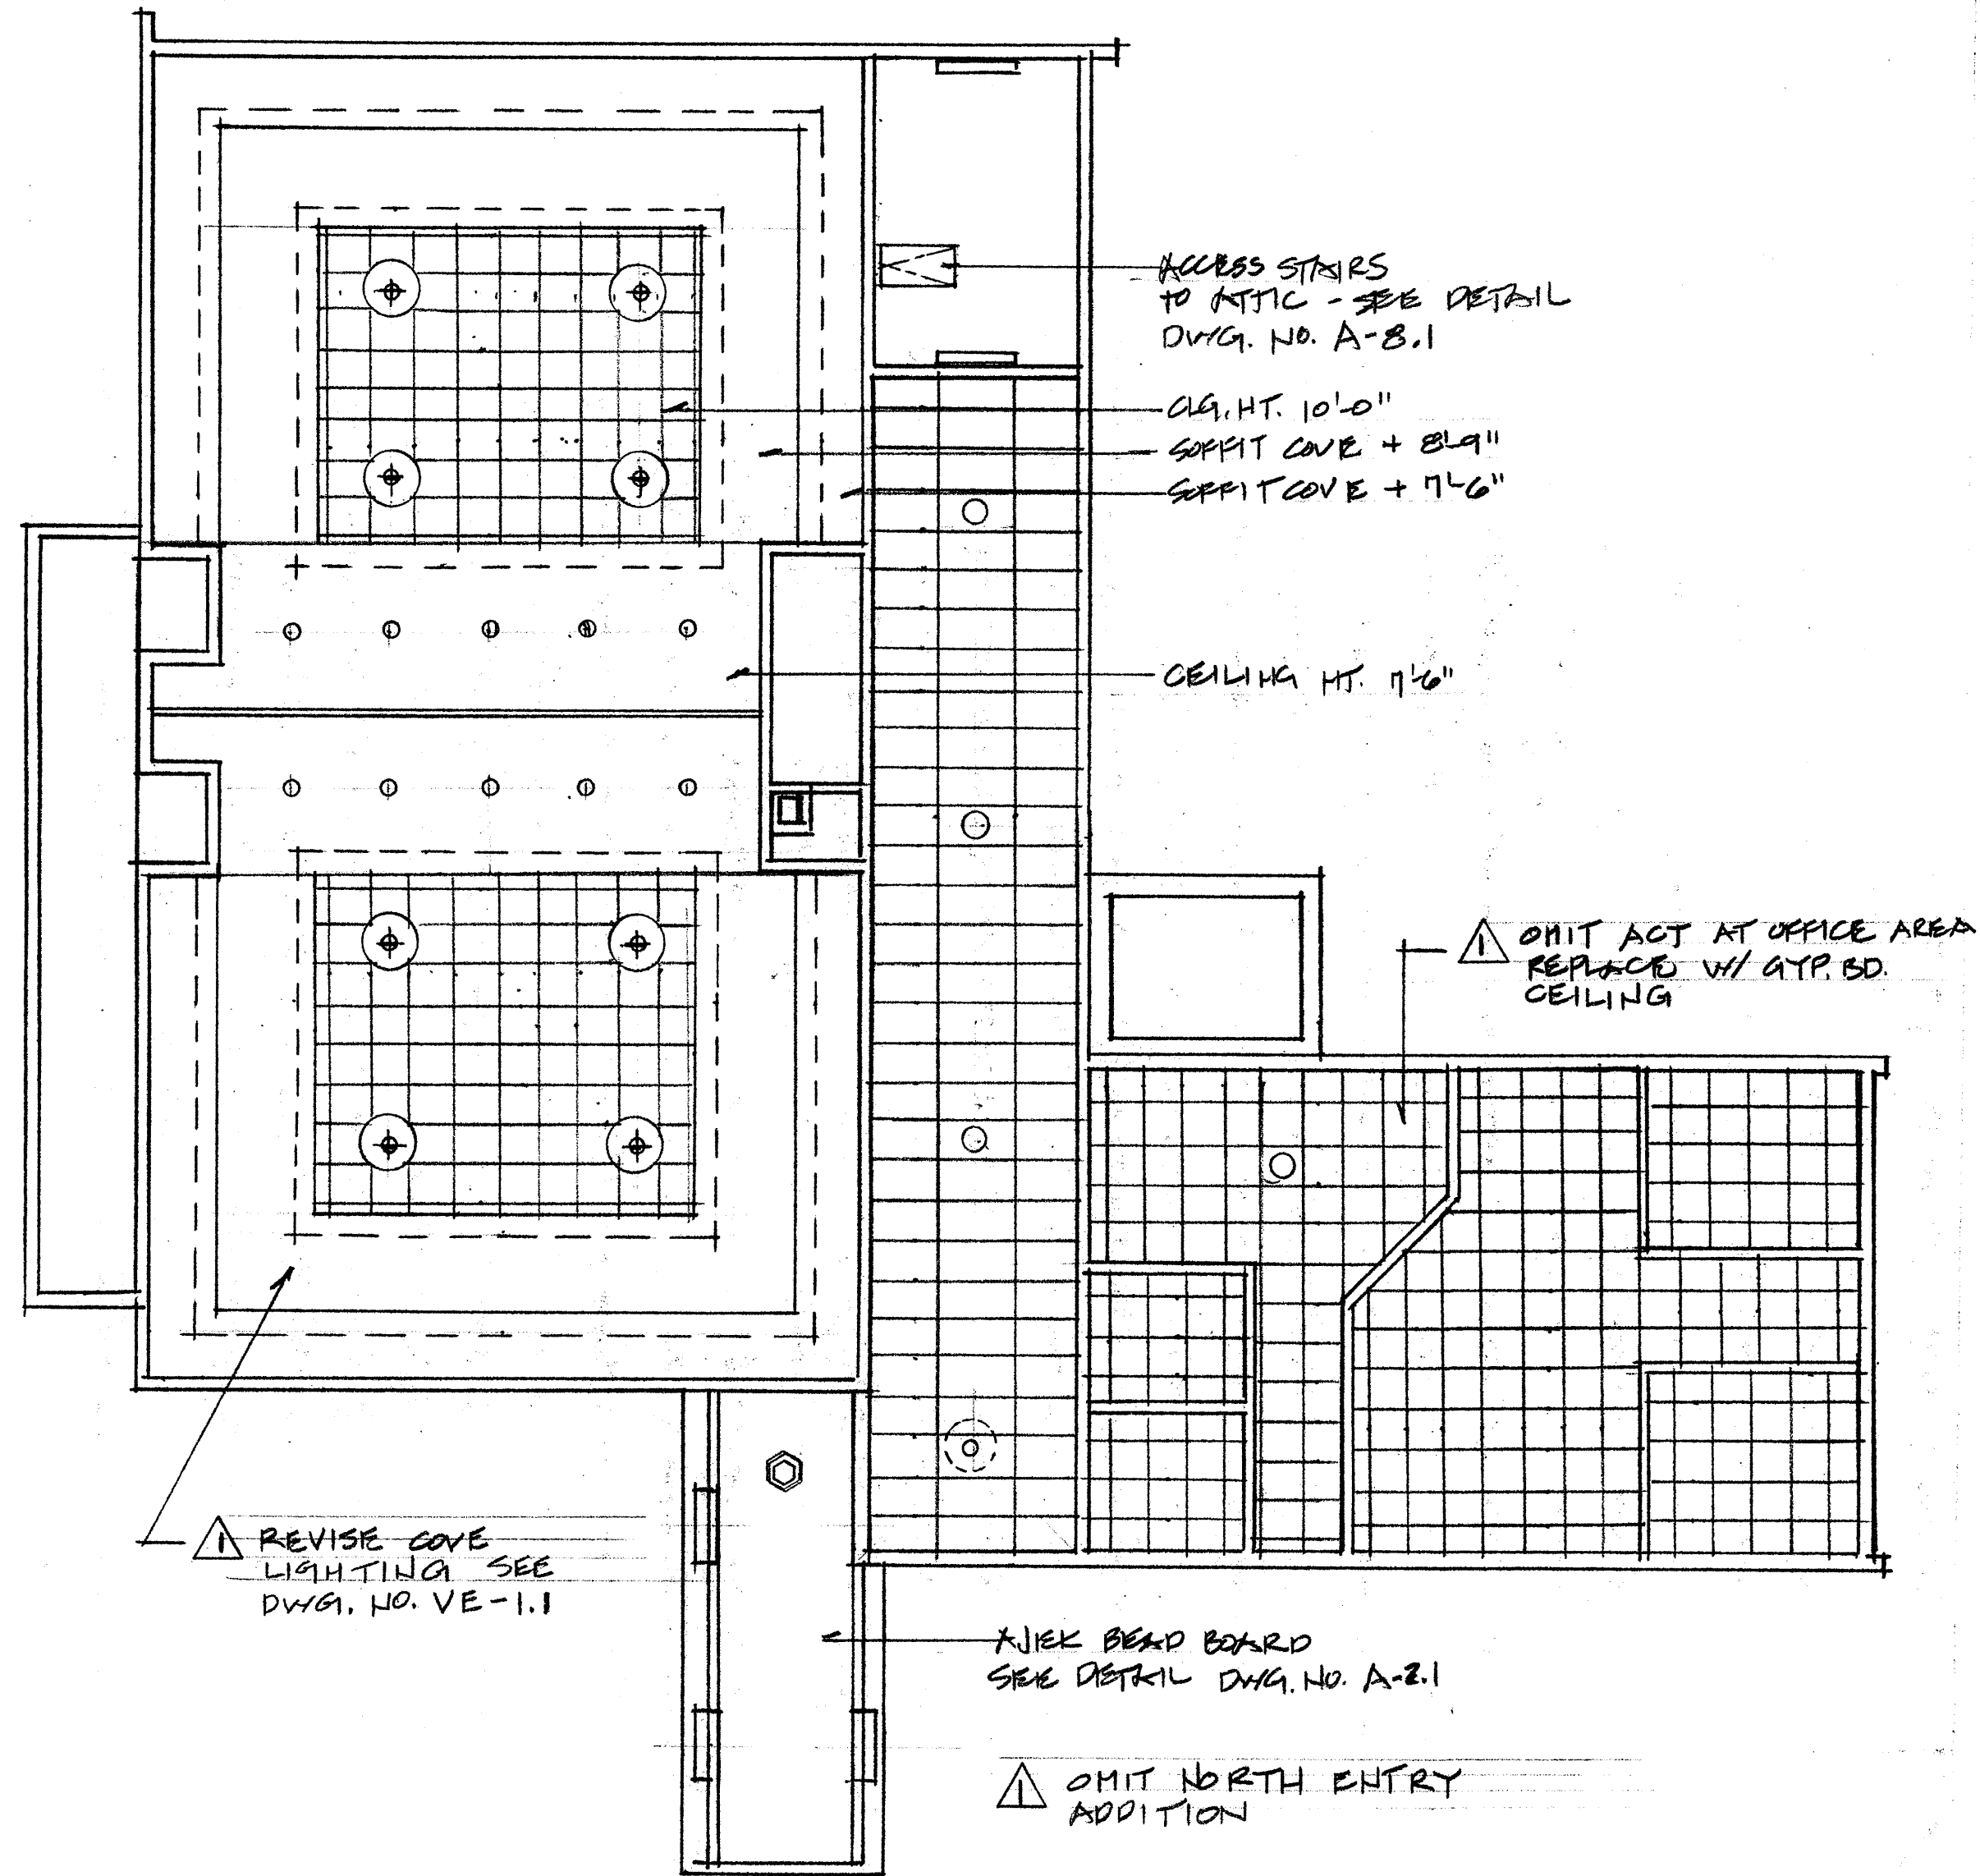 ACCESS STAIRS
TO ATTIC - SEE DETAIL
DWG. NO. A-8.1
CLG. HT. 10'-0"
SOFFIT COVE + 8'-9"
SOFFIT COVE + 7'-6"
CEILING HT. 7'-6"
1 OMIT ACT AT OFFICE AREA
REPLACE W/ GYP. BD.
CEILING
1 REVISE COVE
LIGHTING SEE
DWG. NO. VE-1.1
BEAD BOARD
SEE DETAIL DWG. NO. A-2.1
1 OMIT NORTH ENTRY
ADDITION